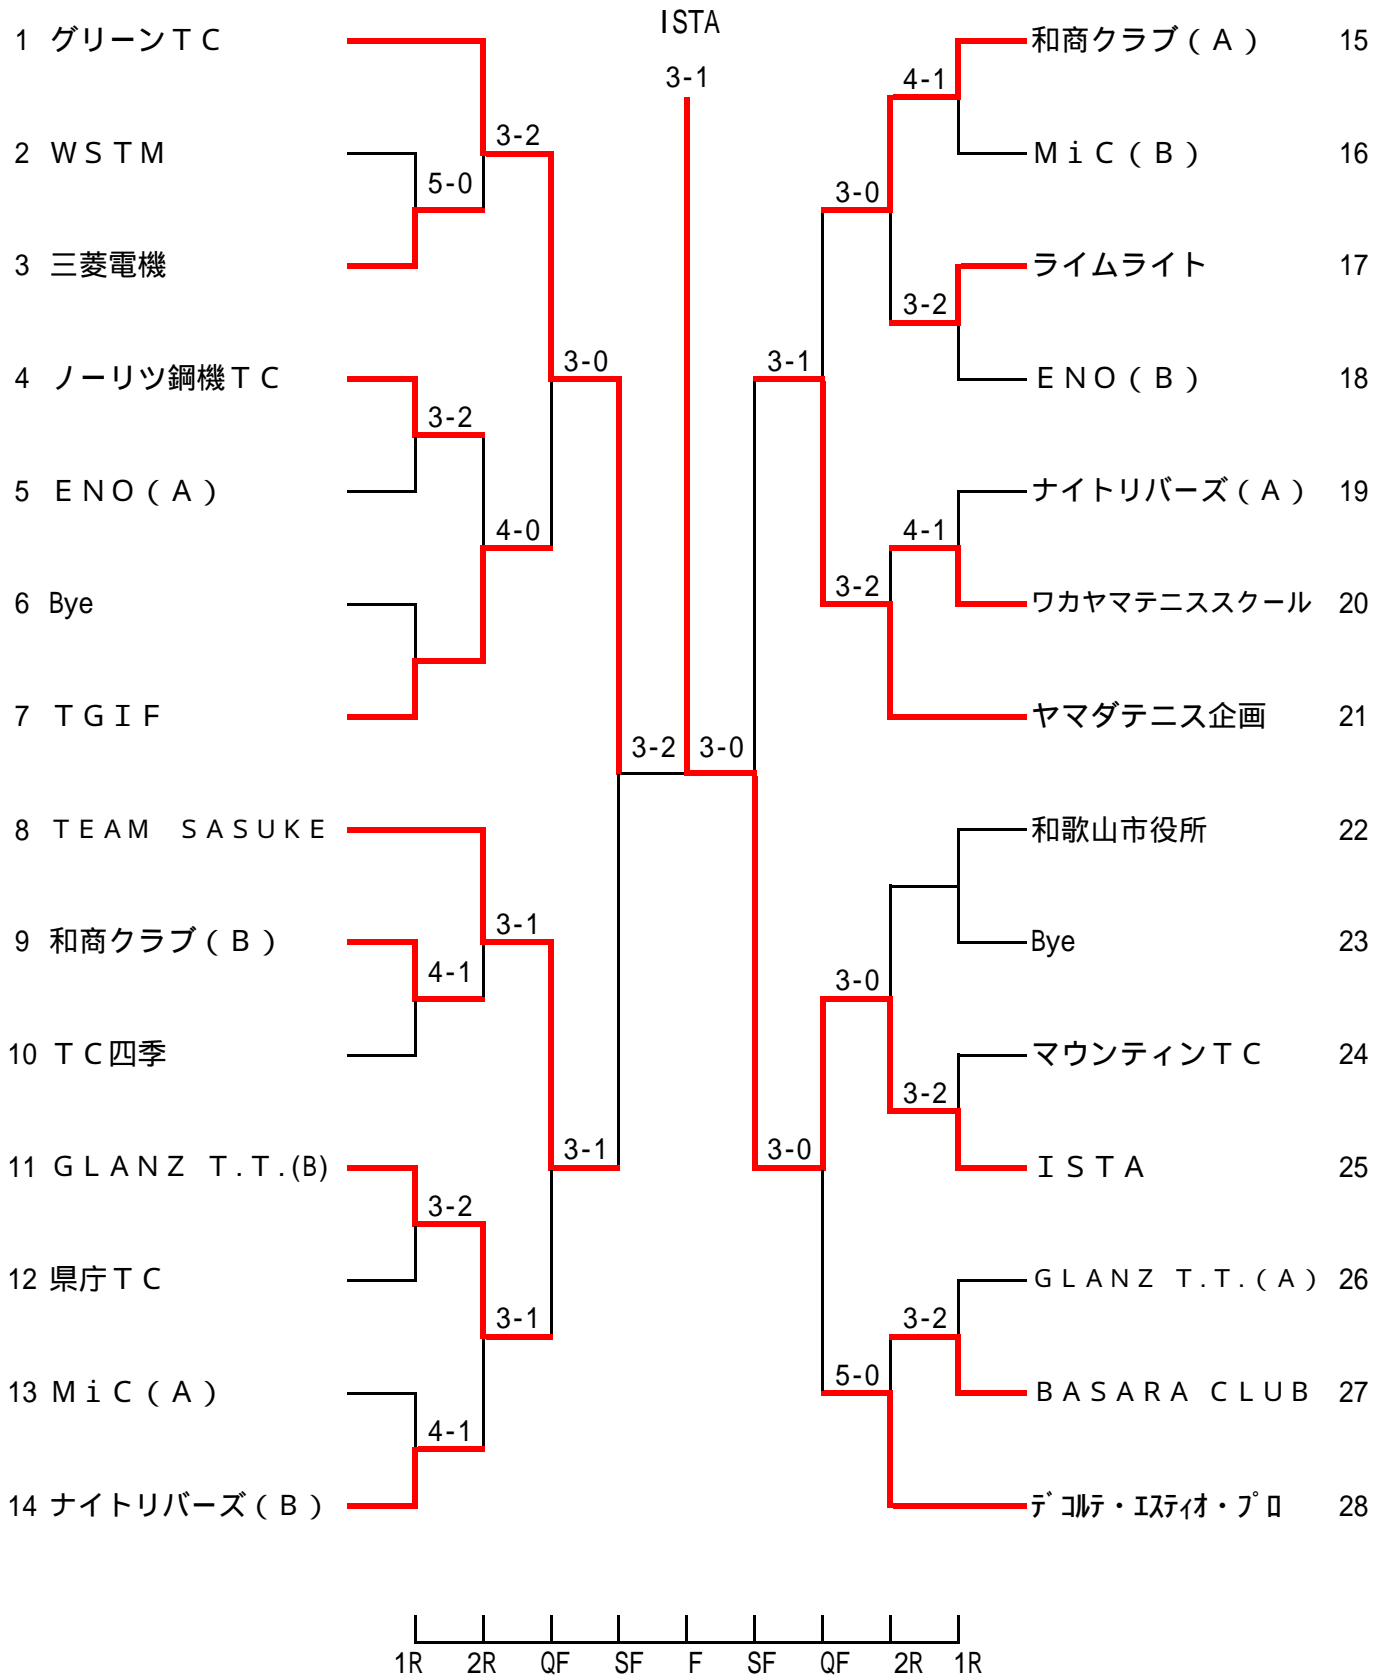 ISTA
3-1
1 グリーンＴＣ
2 ＷＳＴＭ
3 三菱電機
4 ノーリツ鋼機ＴＣ
5 ＥＮＯ（Ａ）
6 Bye
7 ＴＧＩＦ
8 ＴＥＡＭ　ＳＡＳＵＫＥ
9 和商クラブ（Ｂ）
10 ＴＣ四季
11 ＧＬＡＮＺ Ｔ.Ｔ.(B)
12 県庁ＴＣ
13 ＭｉＣ（Ａ）
14 ナイトリバーズ（Ｂ）
3-2
5-0
3-0
3-2
4-0
3-2
3-1
4-1
3-1
3-2
3-1
4-1
3-0
4-1
3-0
3-2
3-1
4-1
3-2
3-0
3-2
3-0
3-2
5-0
和商クラブ（Ａ） 15
ＭｉＣ（Ｂ） 16
ライムライト 17
ＥＮＯ（Ｂ） 18
ナイトリバーズ（Ａ） 19
ワカヤマテニススクール 20
ヤマダテニス企画 21
和歌山市役所 22
Bye 23
マウンティンＴＣ 24
ＩＳＴＡ 25
ＧＬＡＮＺ Ｔ.Ｔ.（Ａ） 26
ＢＡＳＡＲＡ ＣＬＵＢ 27
ﾃﾞｺﾙﾃ・ｴｽﾃｨｵ・ﾌﾟﾛ 28
1R 2R QF SF F SF QF 2R 1R